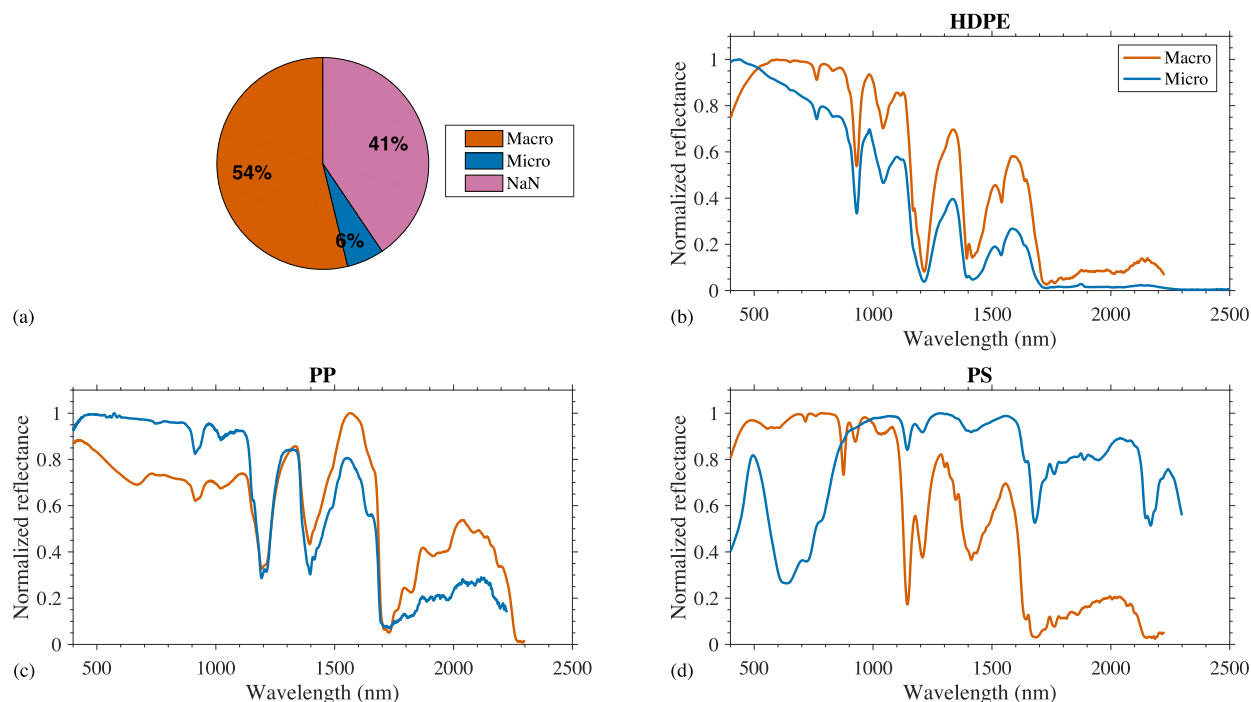 54%
41%
6%
Macro
Micro
NaN
(a)
HDPE
Macro
Micro
Normalized reflectance
1
0.8
0.6
0.4
0.2
0
500 1000 1500 2000 2500
Wavelength (nm)
(b)
PP
Normalized reflectance
1
0.8
0.6
0.4
0.2
0
500 1000 1500 2000 2500
Wavelength (nm)
(c)
PS
Normalized reflectance
1
0.8
0.6
0.4
0.2
0
500 1000 1500 2000 2500
Wavelength (nm)
(d)